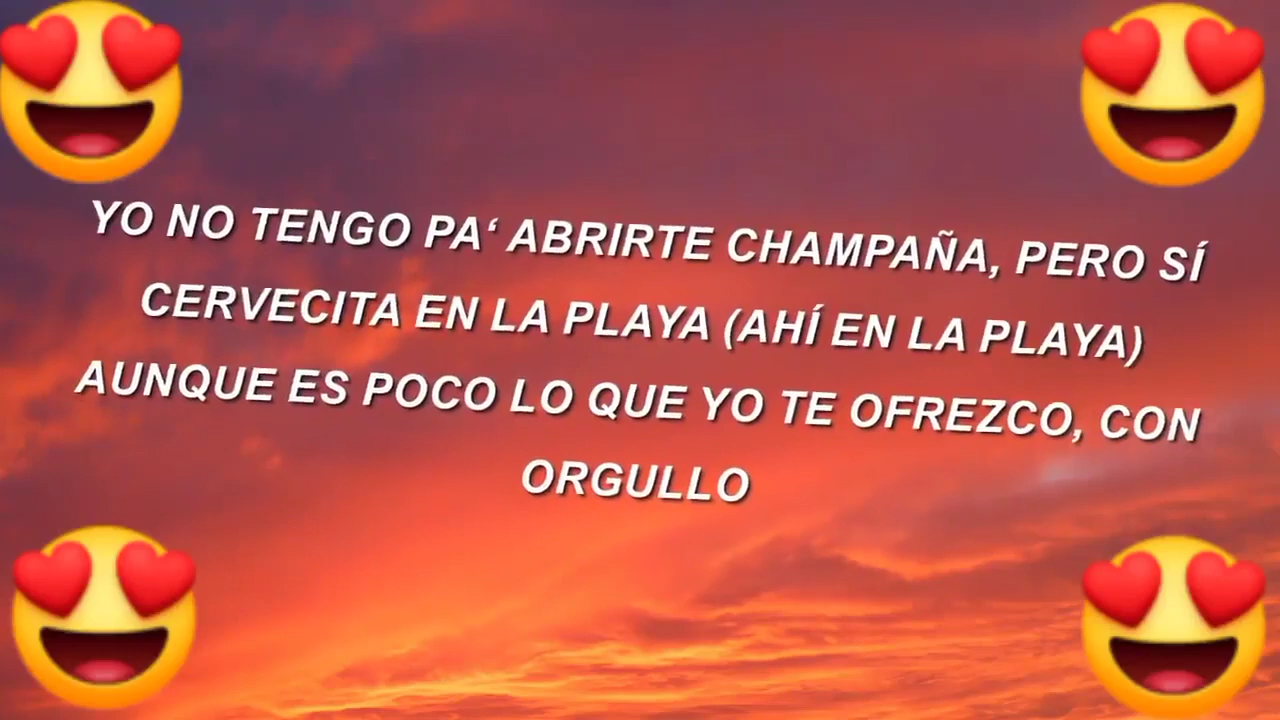 YO NO TENGO PA‘ ABRIRTE CHAMPAÑA, PERO SÍ
CERVECITA EN LA PLAYA (AHÍ EN LA PLAYA)
AUNQUE ES POCO LO QUE YO TE OFREZCO, CON
ORGULLO